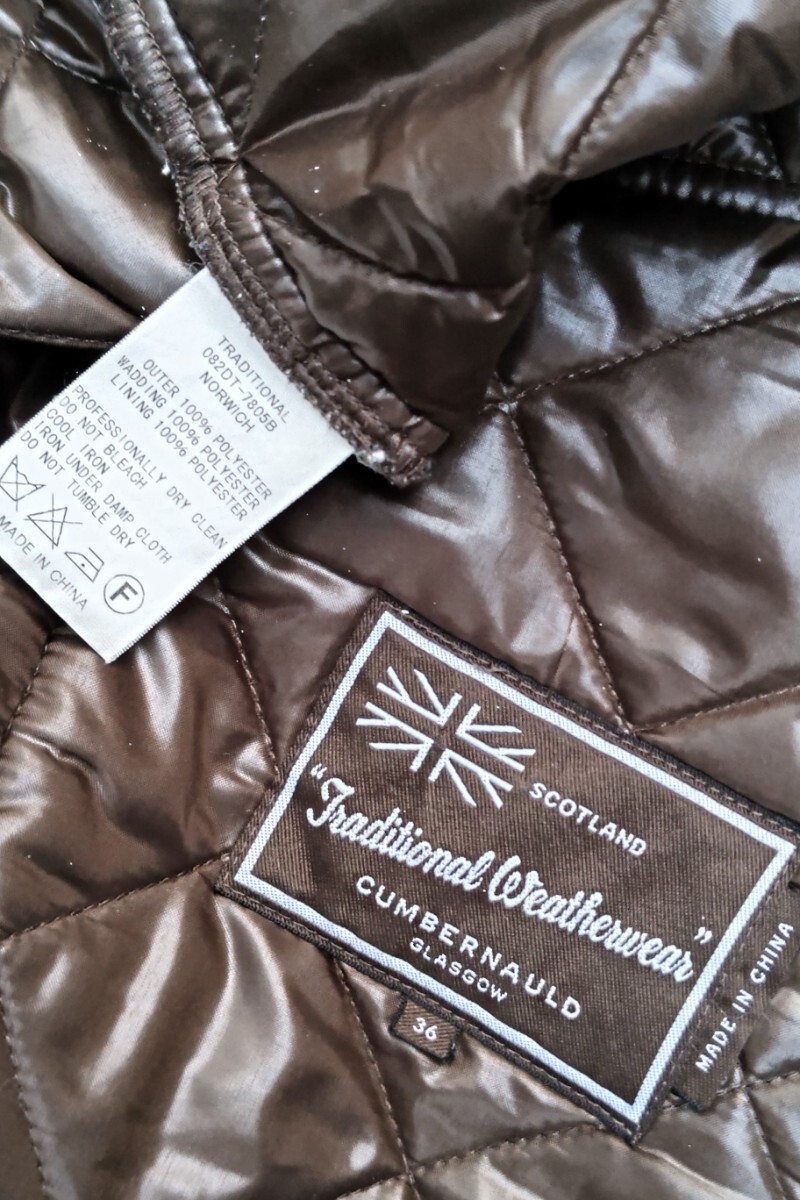 TRADITIONAL
082DT-7805B
NORWICH
OUTER 100% POLYESTER
WADDING 100% POLYESTER
LINING 100% POLYESTER
PROFESSIONALLY DRY CLEAN
DO NOT BLEACH
COOL IRON
IRON UNDER DAMP CLOTH
DO NOT TUMBLE DRY
F
MADE IN CHINA
SCOTLAND
"Traditional Weatherwear"
CUMBERNAULD
GLASGOW
36
MADE IN CHINA